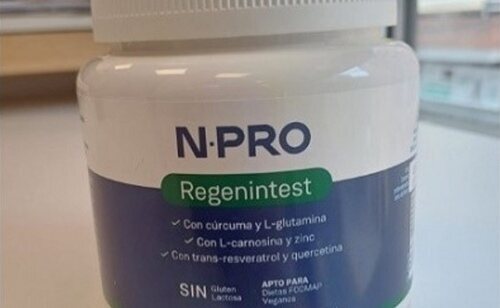 N·PRO
Regenintest
✓ Con cúrcuma y L-glutamina
✓ Con L-carnosina y zinc
✓ Con trans-resveratrol y quercetina
SIN Gluten
Lactosa
APTO PARA
Dietas FODMAP
Veganos